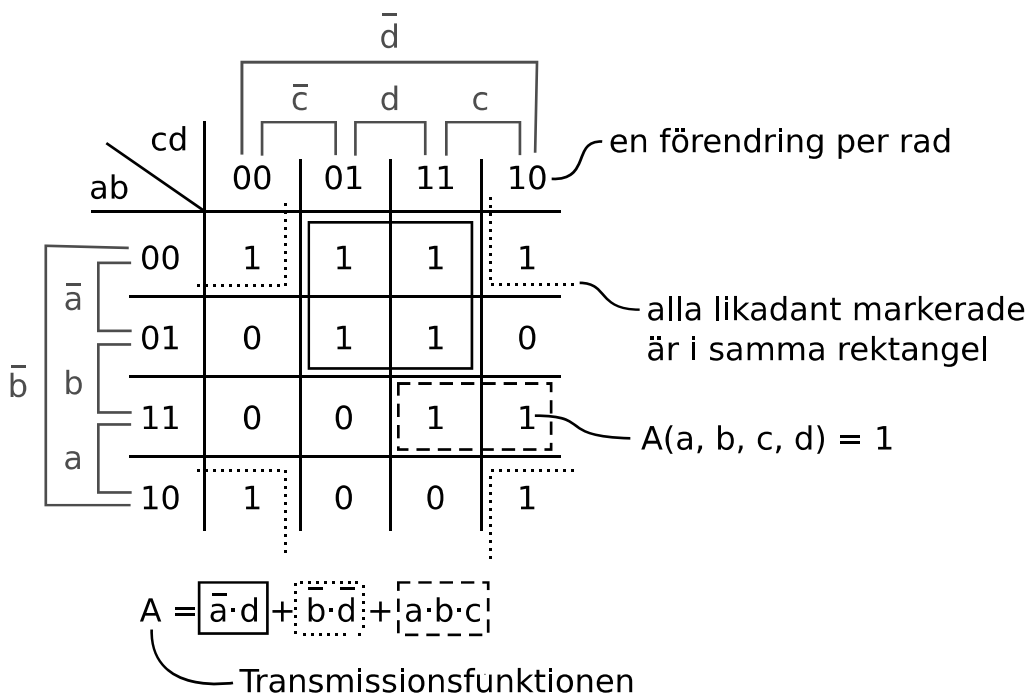 d̅
c̅ d c
cd
ab
00 01 11 10
en förendring per rad
00 1 1 1 1
a̅
alla likadant markerade
är i samma rektangel
01 0 1 1 0
b̅
b
11 0 0 1 1
A(a, b, c, d) = 1
a
10 1 0 0 1
A = a̅·d + b̅·d̅ + a·b·c
Transmissionsfunktionen